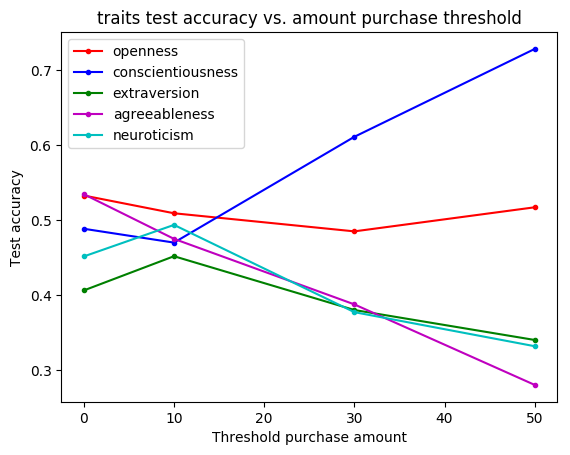 traits test accuracy vs. amount purchase threshold
openness
conscientiousness
extraversion
agreeableness
neuroticism
Test accuracy
0.7
0.6
0.5
0.4
0.3
0 10 20 30 40 50
Threshold purchase amount